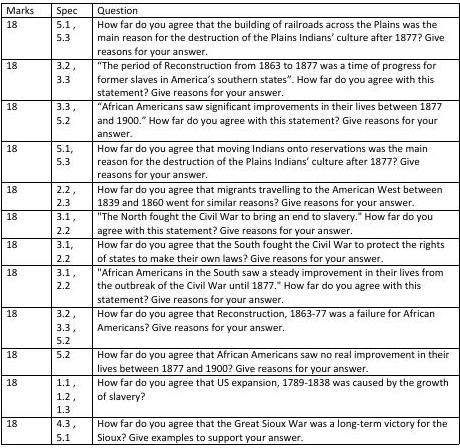 Marks Spec Question
18 5.1 , How far do you agree that the building of railroads across the Plains was the
5.3 main reason for the destruction of the Plains Indians' culture after 1877? Give
reasons for your answer.
18 3.2 , "The period of Reconstruction from 1863 to 1877 was a time of progress for
3.3 former slaves in America's southern states". How far do you agree with this
statement? Give reasons for your answer.
18 3.3 , "African Americans saw significant improvements in their lives between 1877
5.2 and 1900." How far do you agree with this statement? Give reasons for your
answer.
18 5.1, How far do you agree that moving Indians onto reservations was the main
5.3 reason for the destruction of the Plains Indians' culture after 1877? Give
reasons for your answer.
18 2.2 , How far do you agree that migrants travelling to the American West between
2.3 1839 and 1860 went for similar reasons? Give reasons for your answer.
18 3.1 , "The North fought the Civil War to bring an end to slavery." How far do you
2.2 agree with this statement? Give reasons for your answer.
18 3.1, How far do you agree that the South fought the Civil War to protect the rights
2.2 of states to make their own laws? Give reasons for your answer.
18 3.1 , "African Americans in the South saw a steady improvement in their lives from
2.2 the outbreak of the Civil War until 1877." How far do you agree with this
statement? Give reasons for your answer.
18 3.2 , How far do you agree that Reconstruction, 1863-77 was a failure for African
3.3 , Americans? Give reasons for your answer.
5.2
18 5.2 How far do you agree that African Americans saw no real improvement in their
lives between 1877 and 1900? Give reasons for your answer.
18 1.1 , How far do you agree that US expansion, 1789-1838 was caused by the growth
1.2 , of slavery?
1.3
18 4.3 , How far do you agree that the Great Sioux War was a long-term victory for the
5.1 Sioux? Give examples to support your answer.